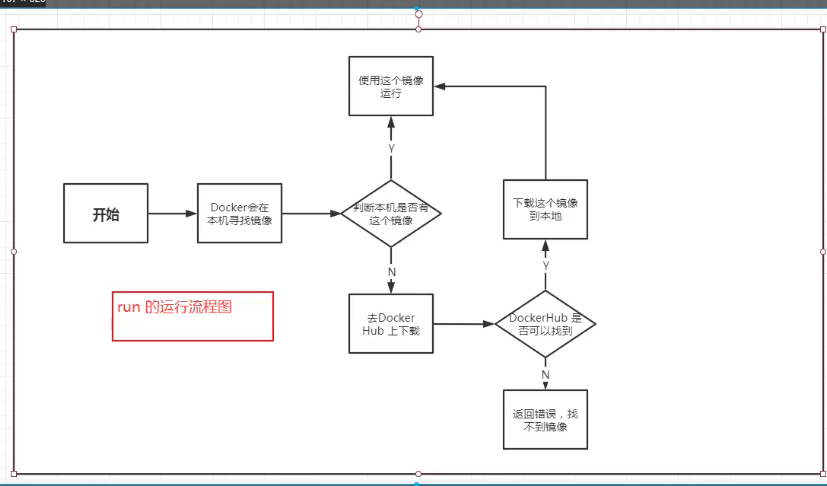 使用这个镜像
运行
Y
开始
Docker会在
本机寻找镜像
判断本机是否有
这个镜像
下载这个镜像
到本地
N
Y
run 的运行流程图
去Docker
Hub 上下载
DockerHub 是
否可以找到
N
返回错误，找
不到镜像